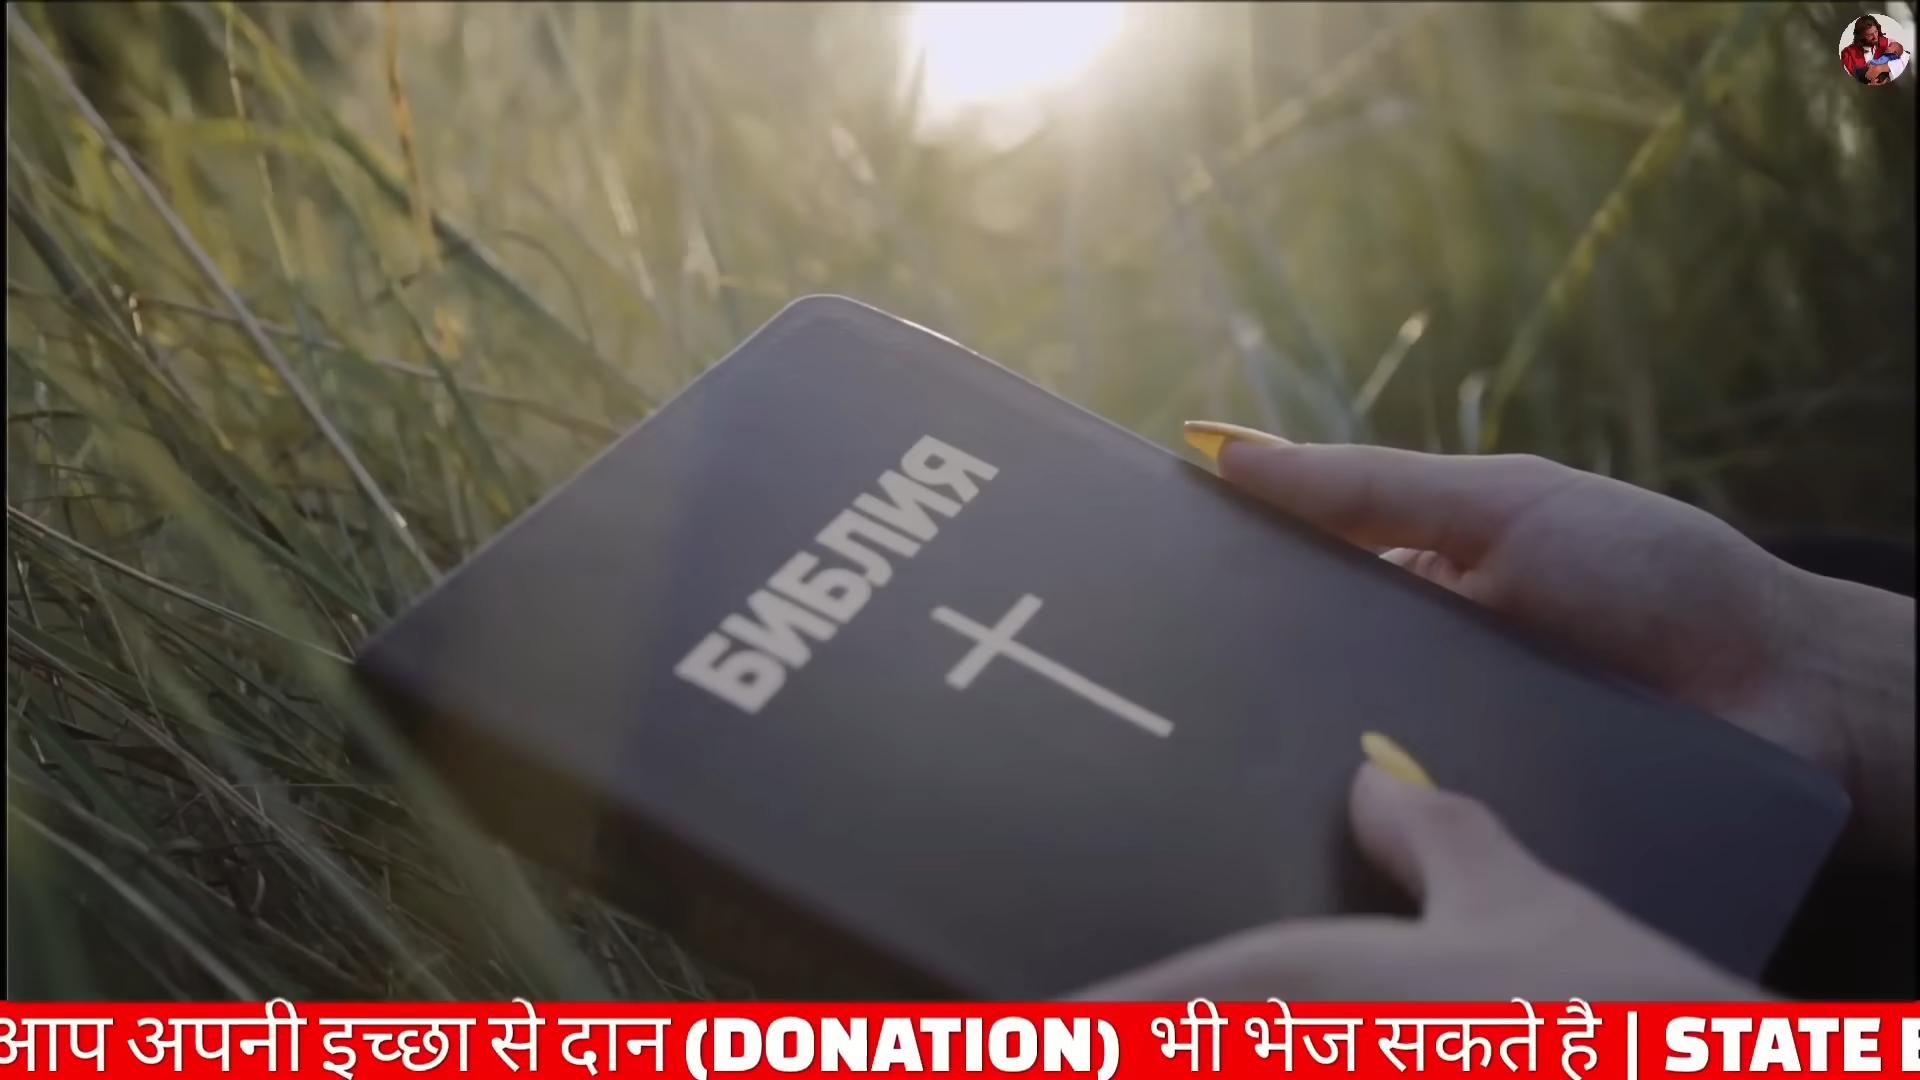 БИБЛИЯ
आप अपनी इच्छा से दान (DONATION) भी भेज सकते है | STATE